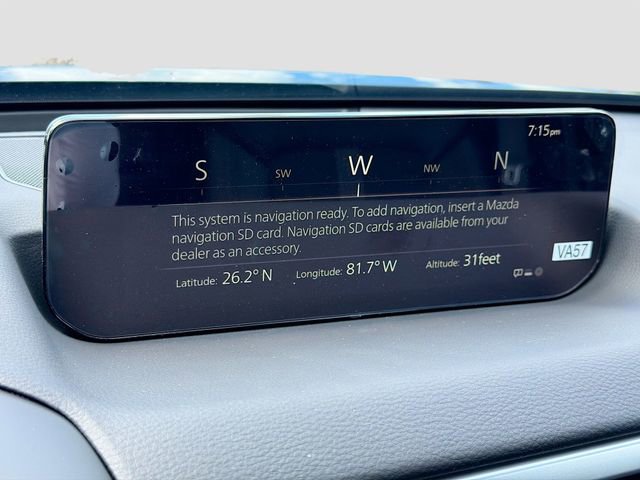 7:15pm
S SW W NW N
This system is navigation ready. To add navigation, insert a Mazda
navigation SD card. Navigation SD cards are available from your
dealer as an accessory.
VA57
Latitude: 26.2° N Longitude: 81.7° W Altitude: 31feet